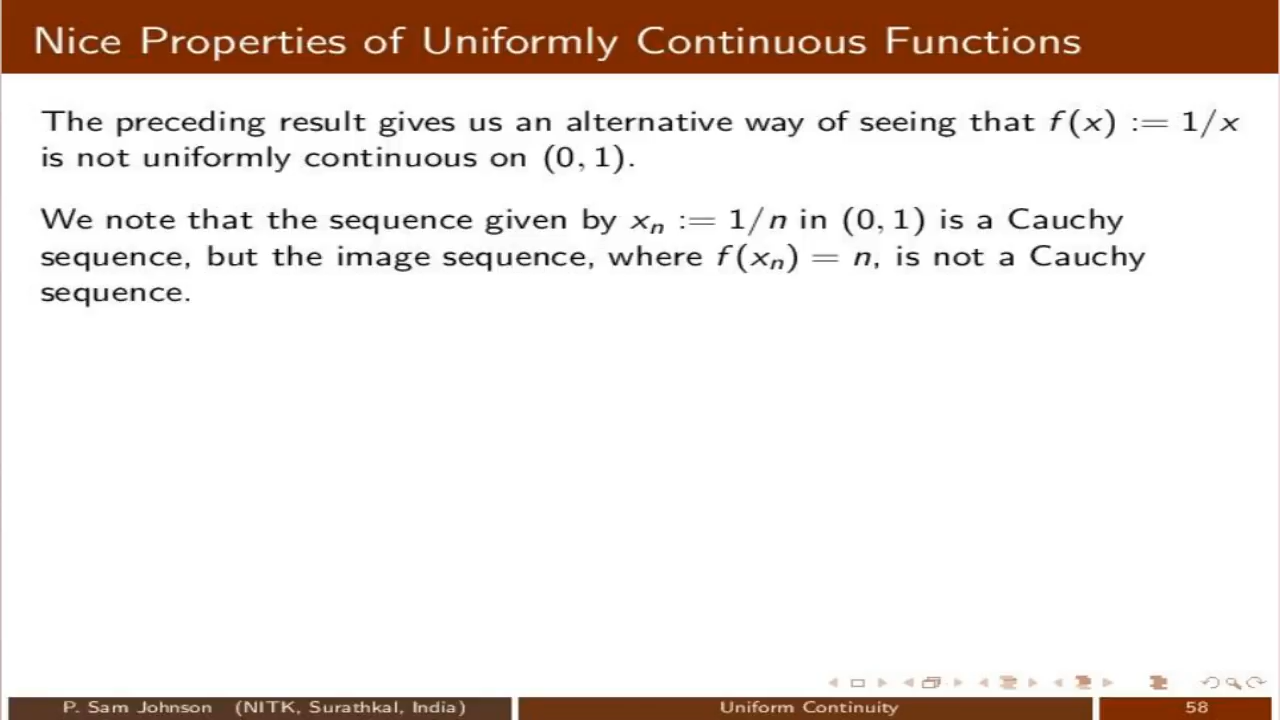 Nice Properties of Uniformly Continuous Functions
The preceding result gives us an alternative way of seeing that f(x) := 1/x
is not uniformly continuous on (0, 1).
We note that the sequence given by xₙ := 1/n in (0, 1) is a Cauchy
sequence, but the image sequence, where f(xₙ) = n, is not a Cauchy
sequence.
P. Sam Johnson (NITK, Surathkal, India) Uniform Continuity 58